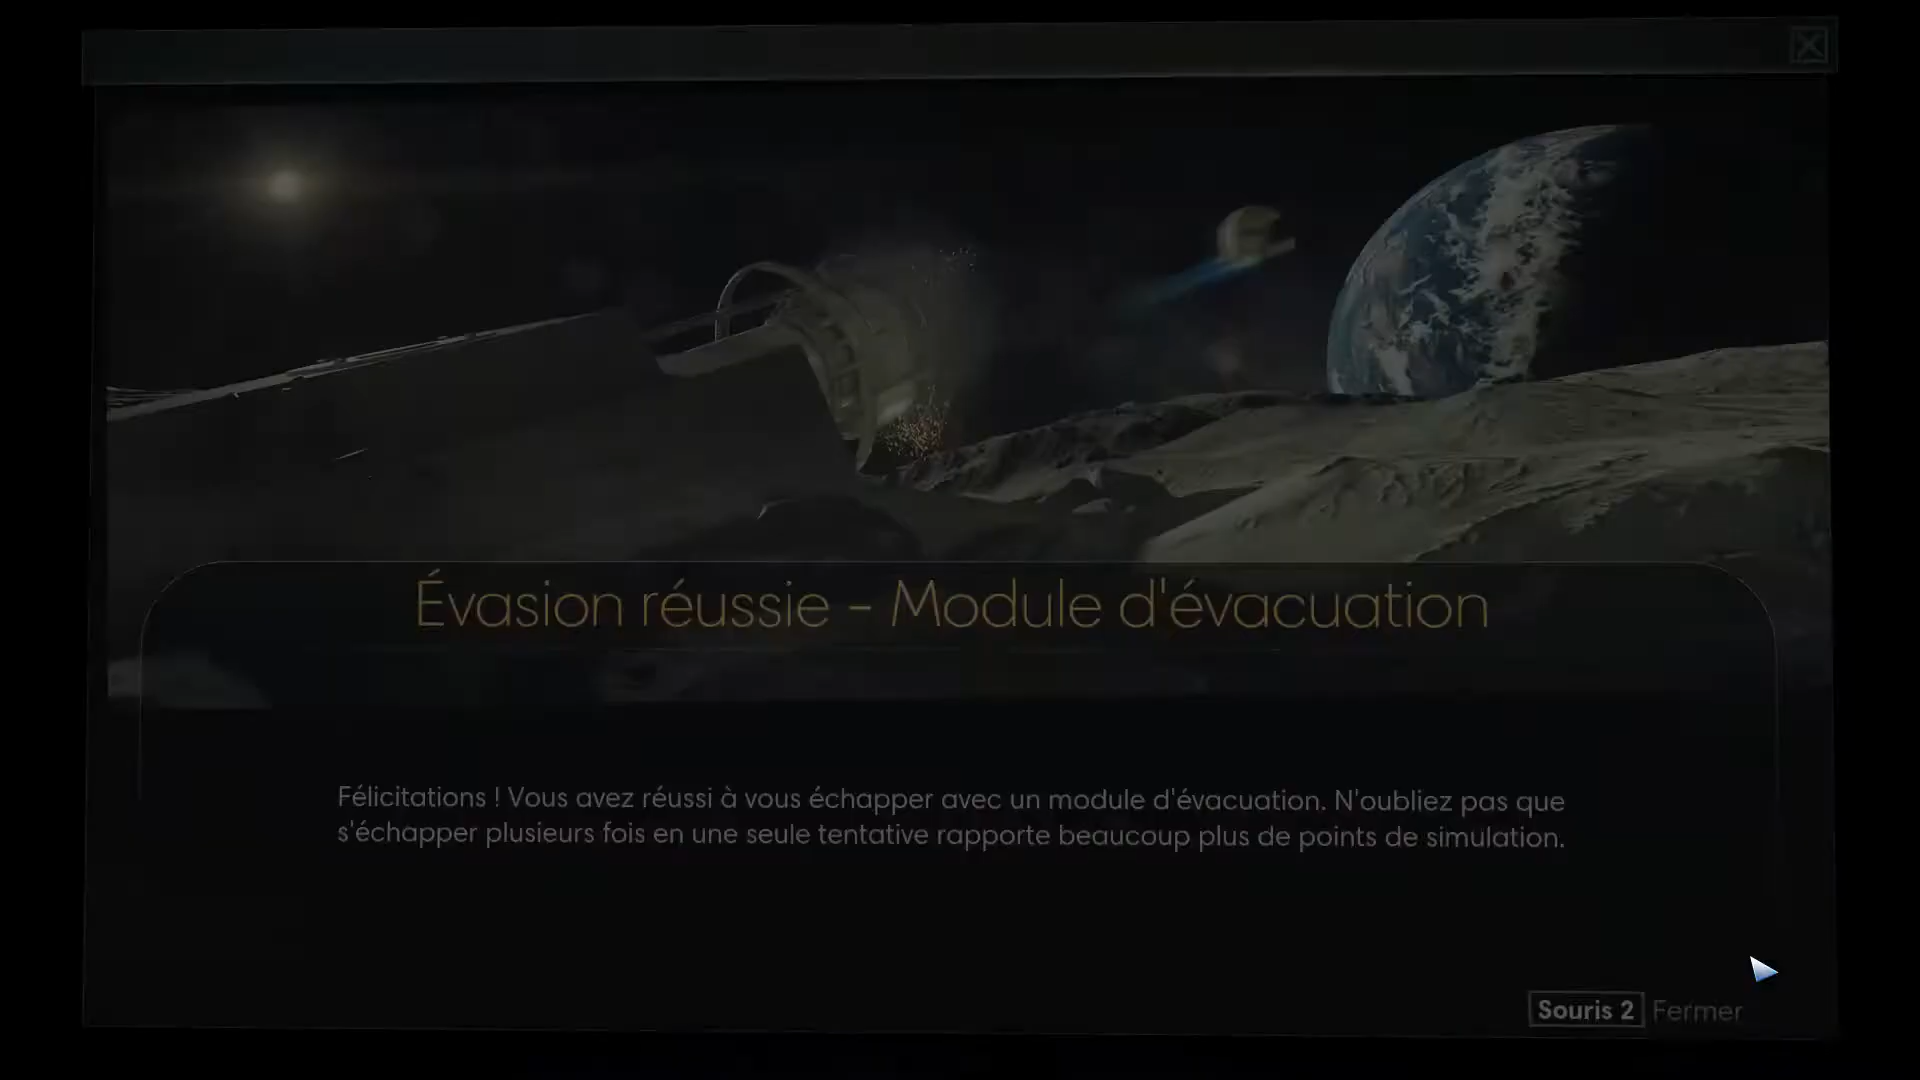 Évasion réussie - Module d'évacuation
Félicitations ! Vous avez réussi à vous échapper avec un module d'évacuation. N'oubliez pas que
s'échapper plusieurs fois en une seule tentative rapporte beaucoup plus de points de simulation.
Souris 2 Fermer